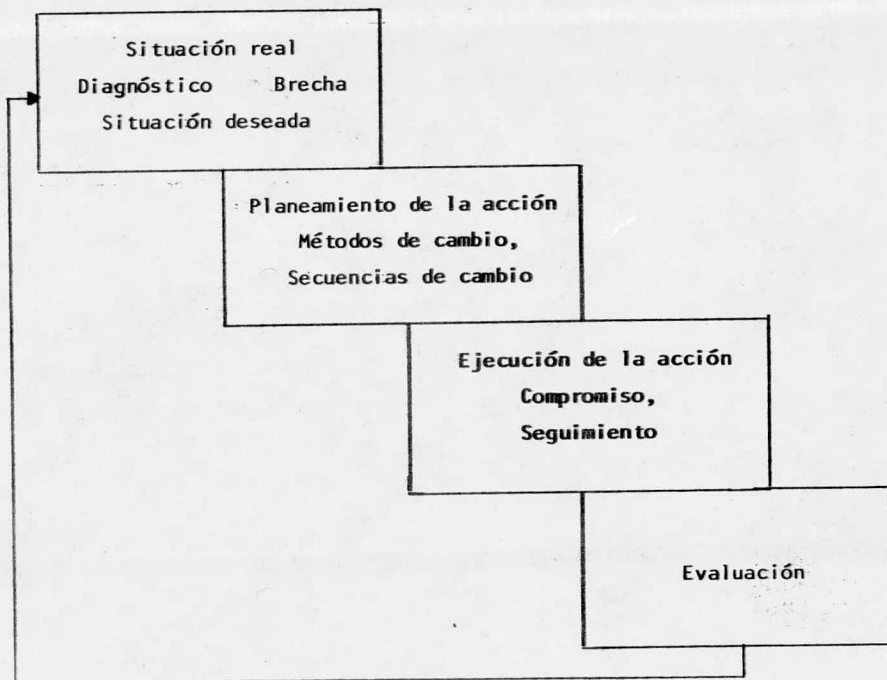 Situación real
Diagnóstico Brecha
Situación deseada
Planeamiento de la acción
Métodos de cambio,
Secuencias de cambio
Ejecución de la acción
Compromiso,
Seguimiento
Evaluación